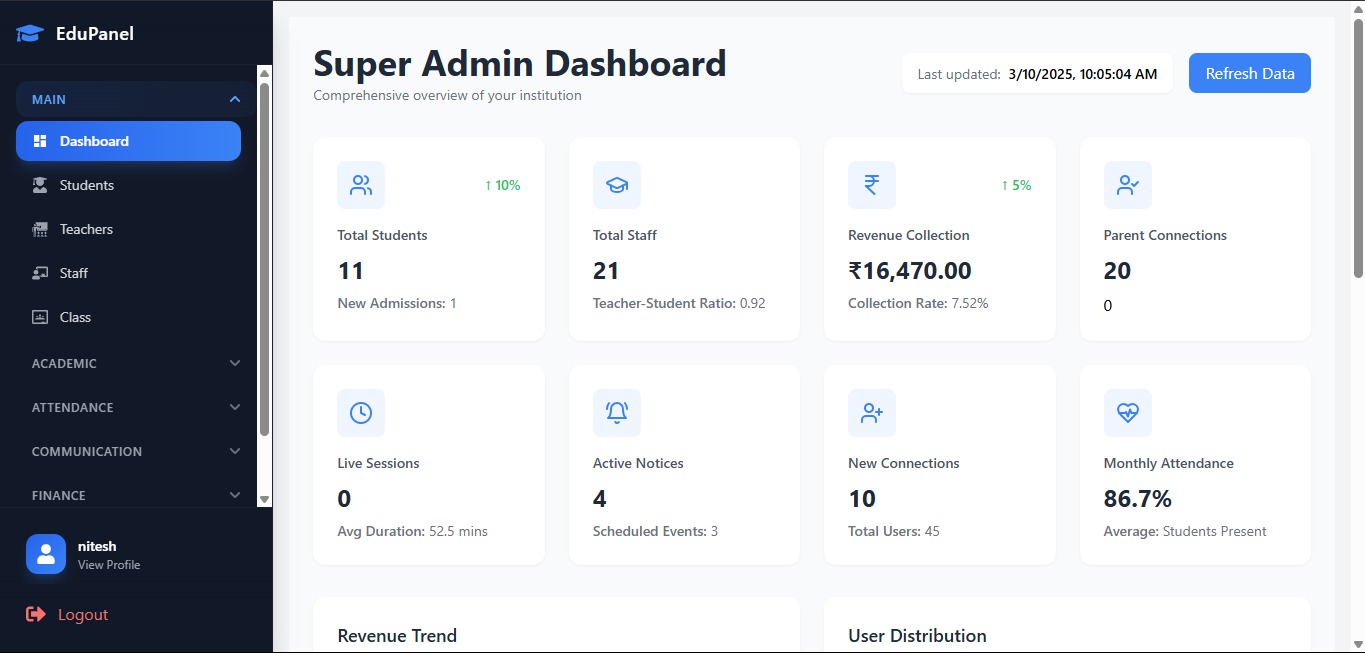 EduPanel
MAIN
Dashboard
Students
Teachers
Staff
Class
ACADEMIC
ATTENDANCE
COMMUNICATION
FINANCE
nitesh
View Profile
Logout
Super Admin Dashboard
Comprehensive overview of your institution
Last updated: 3/10/2025, 10:05:04 AM
Refresh Data
↑ 10%
Total Students
11
New Admissions: 1
Total Staff
21
Teacher-Student Ratio: 0.92
↑ 5%
Revenue Collection
₹16,470.00
Collection Rate: 7.52%
Parent Connections
20
0
Live Sessions
0
Avg Duration: 52.5 mins
Active Notices
4
Scheduled Events: 3
New Connections
10
Total Users: 45
Monthly Attendance
86.7%
Average: Students Present
Revenue Trend
User Distribution